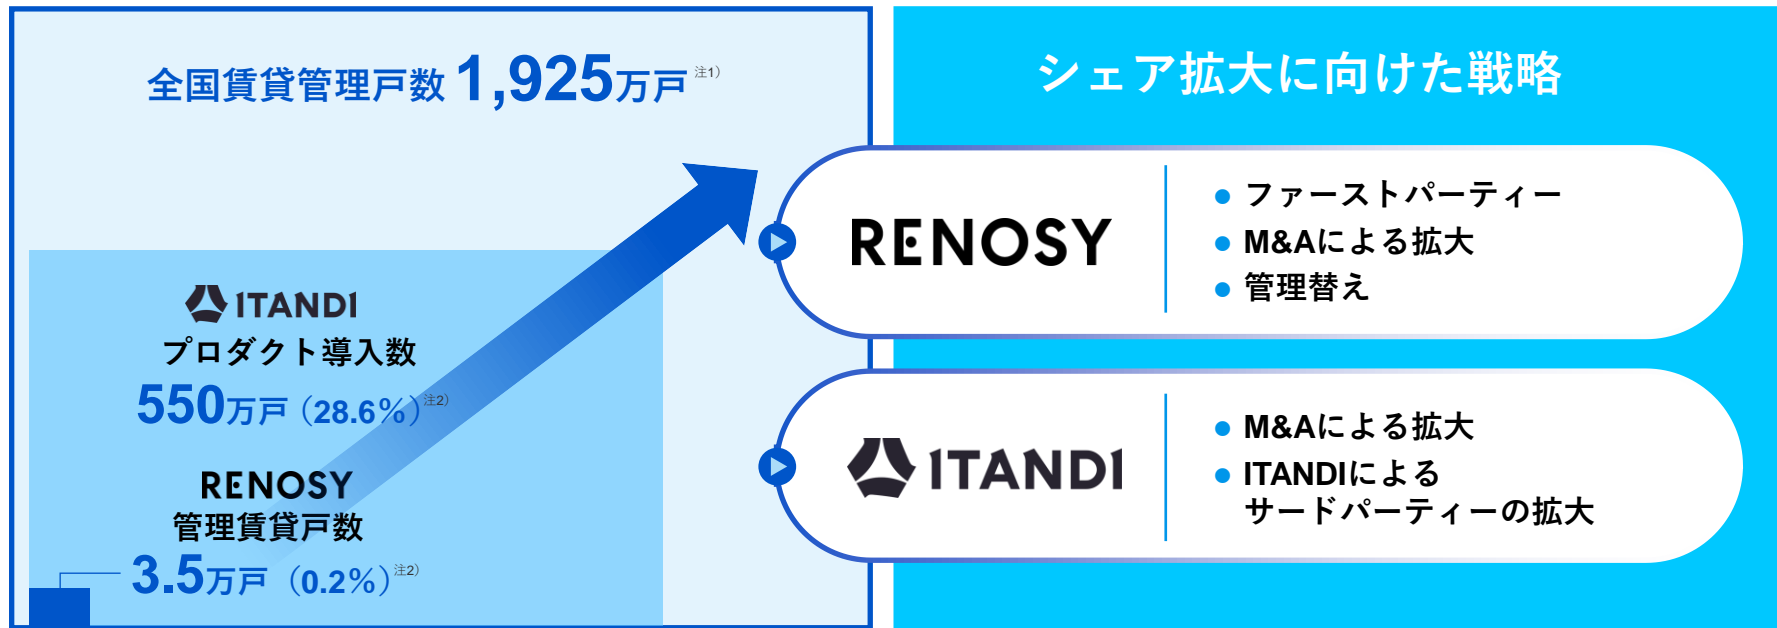 全国賃貸管理戸数 1,925万戸 注1)
ITANDI
プロダクト導入数
550万戸（28.6％）注2)
RENOSY
管理賃貸戸数
3.5万戸（0.2％）注2)
シェア拡大に向けた戦略
RENOSY
● ファーストパーティー
● M&Aによる拡大
● 管理替え
ITANDI
● M&Aによる拡大
● ITANDIによる
サードパーティーの拡大